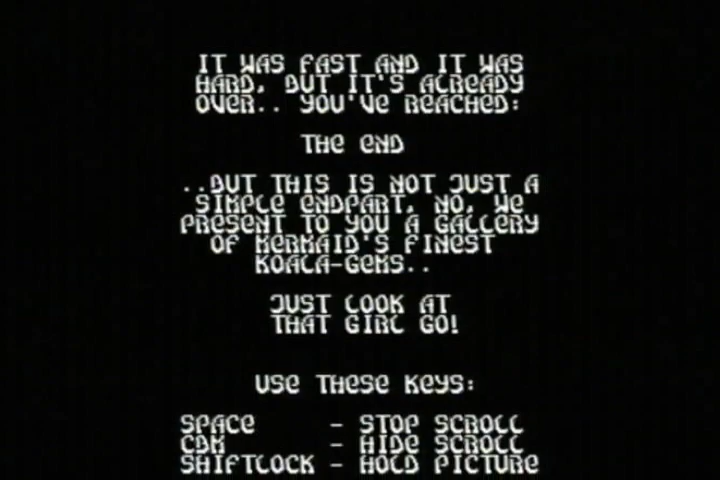 IT WAS FAST AND IT WAS
HARD, BUT IT'S ALREADY
OVER.. YOU'VE REACHED:
THE END
..BUT THIS IS NOT JUST A
SIMPLE ENDPART, NO, WE
PRESENT TO YOU A GALLERY
OF MERMAID'S FINEST
KOALA-GEMS..
JUST LOOK AT
THAT GIRL GO!
USE THESE KEYS:
SPACE - STOP SCROLL
CBM - HIDE SCROLL
SHIFTLOCK - HOLD PICTURE